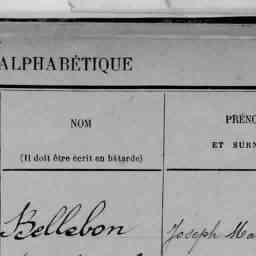 ALPHABÉTIQUE
NOM
(Il doit être écrit en bâtarde)
PRÉNO
ET SURN
Bellebon
Joseph Ma